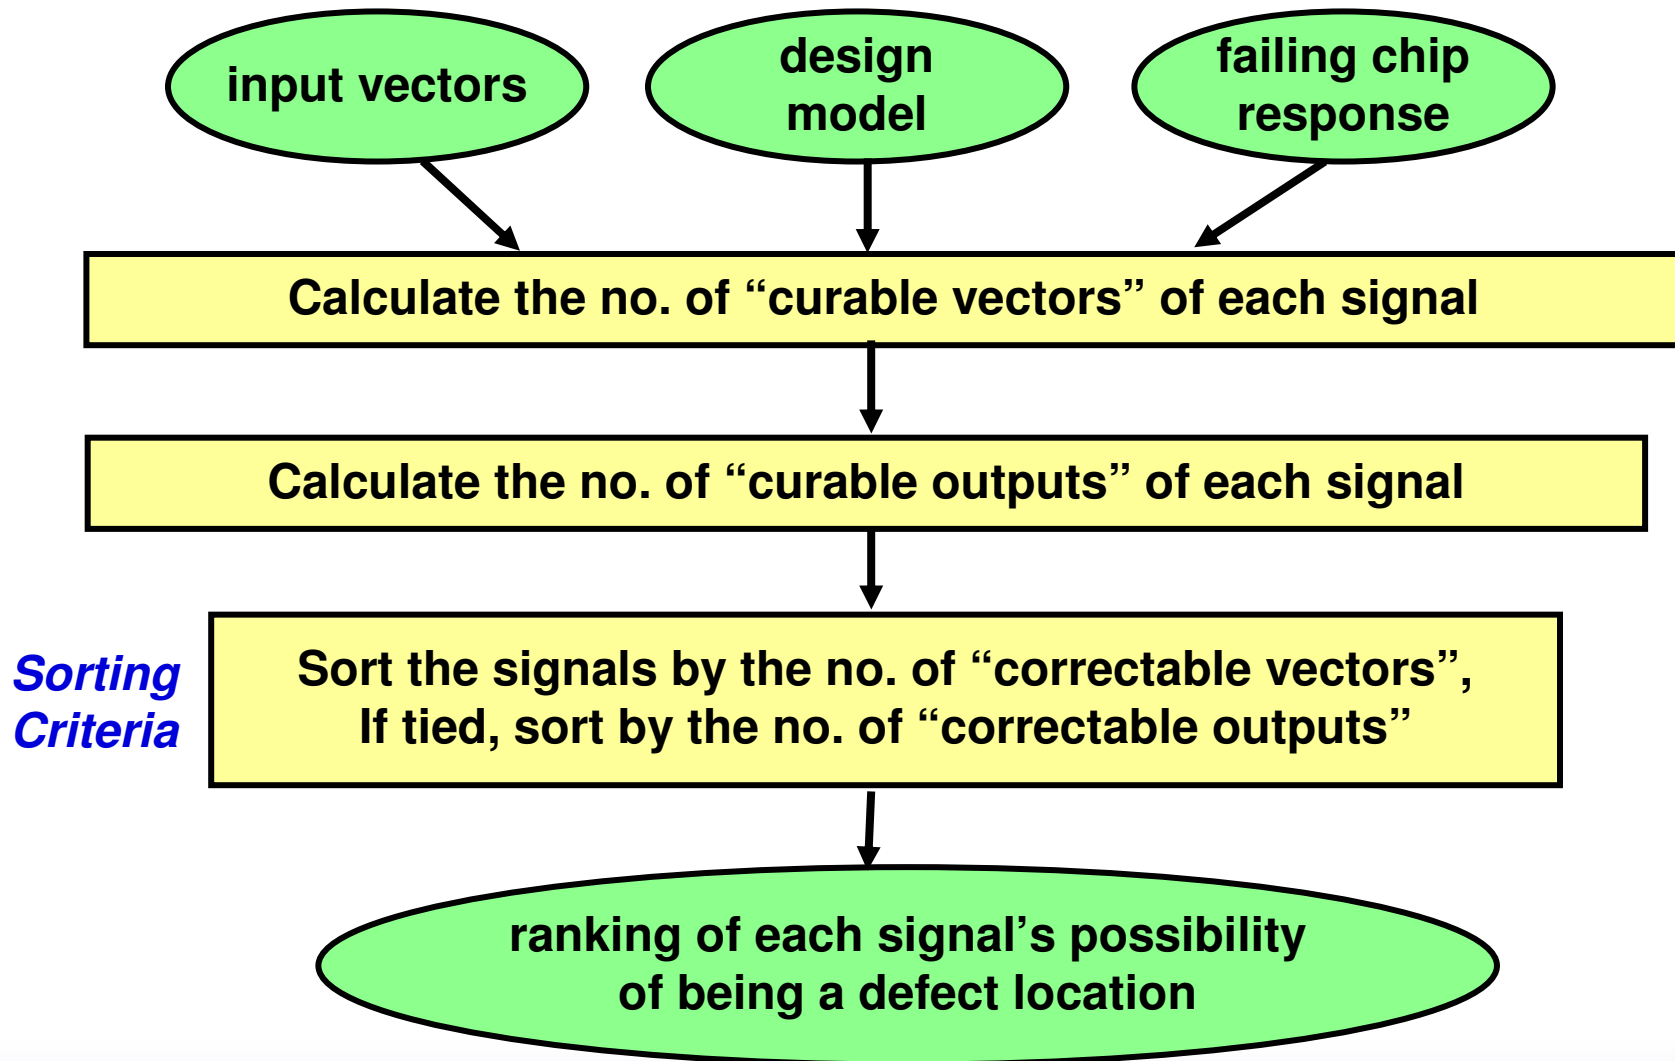 input vectors
design
model
failing chip
response
Calculate the no. of “curable vectors” of each signal
Calculate the no. of “curable outputs” of each signal
Sorting
Criteria
Sort the signals by the no. of “correctable vectors”,
If tied, sort by the no. of “correctable outputs”
ranking of each signal’s possibility
of being a defect location